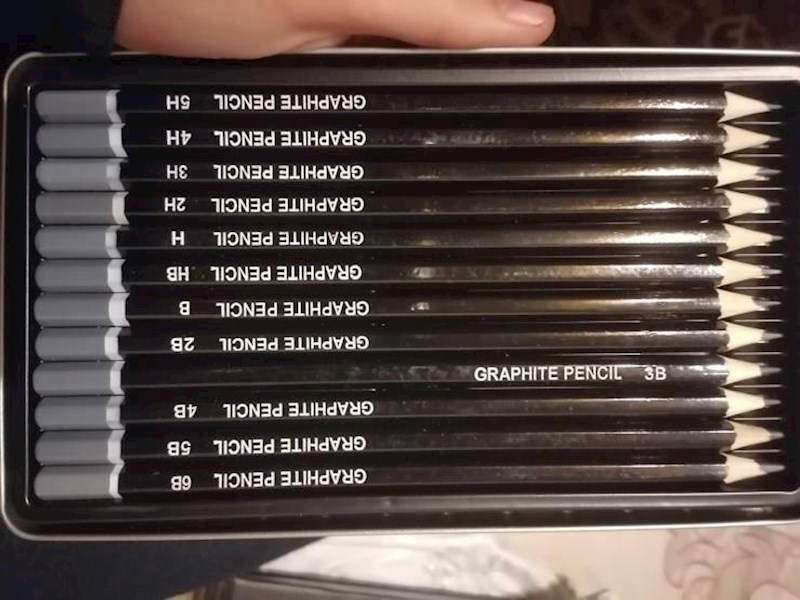 GRAPHITE PENCIL 5H
GRAPHITE PENCIL 4H
GRAPHITE PENCIL 3H
GRAPHITE PENCIL 2H
GRAPHITE PENCIL H
GRAPHITE PENCIL HB
GRAPHITE PENCIL B
GRAPHITE PENCIL 2B
GRAPHITE PENCIL 3B
GRAPHITE PENCIL 4B
GRAPHITE PENCIL 5B
GRAPHITE PENCIL 6B